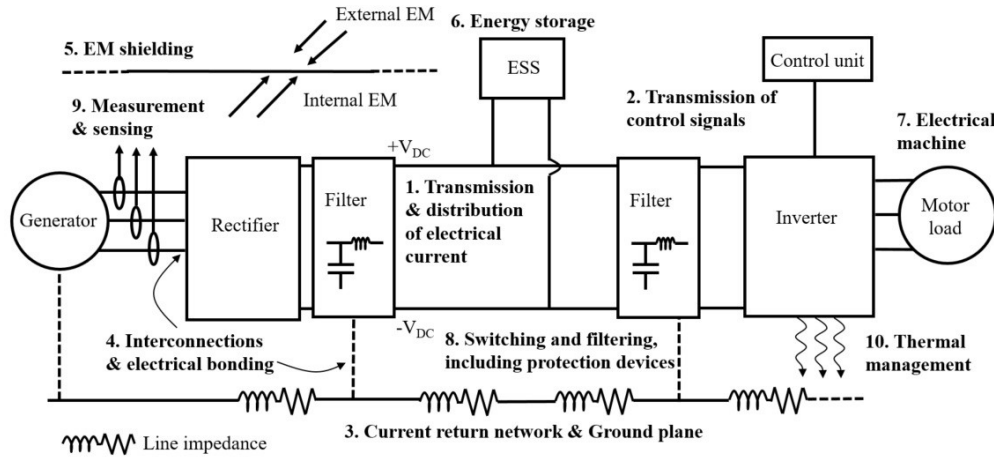 External EM
5. EM shielding
Internal EM
6. Energy storage
ESS
Control unit
9. Measurement
& sensing
2. Transmission of
control signals
7. Electrical
machine
+V_DC
Generator
Rectifier
Filter
1. Transmission
& distribution
of electrical
current
Filter
Inverter
Motor
load
-V_DC
4. Interconnections
& electrical bonding
8. Switching and filtering,
including protection devices
10. Thermal
management
3. Current return network & Ground plane
Line impedance